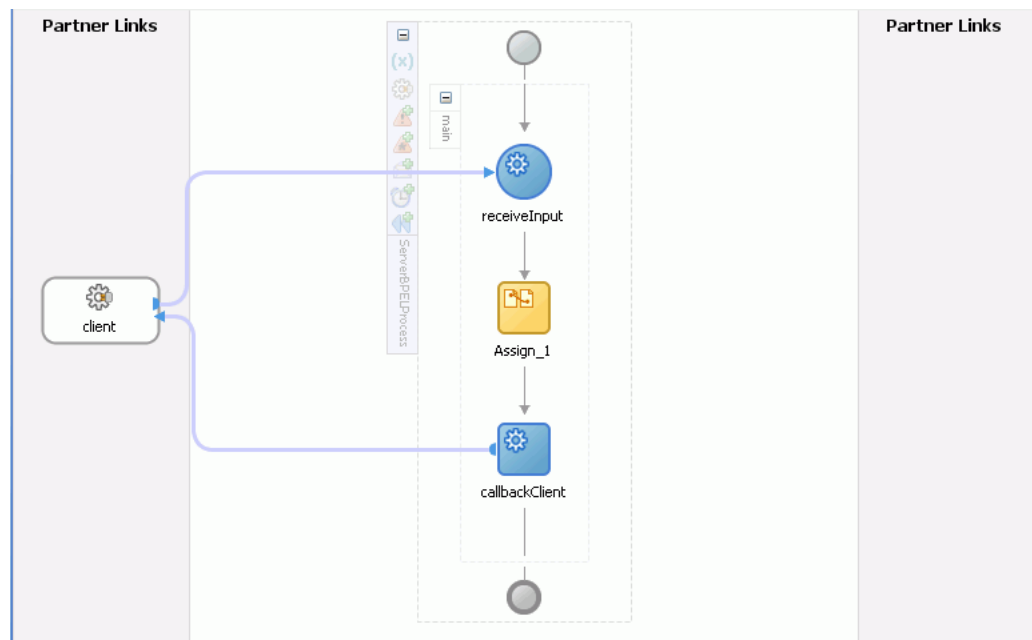 Partner Links
Partner Links
(x)
main
receiveInput
ServerBPELProcess
client
Assign_1
callbackClient